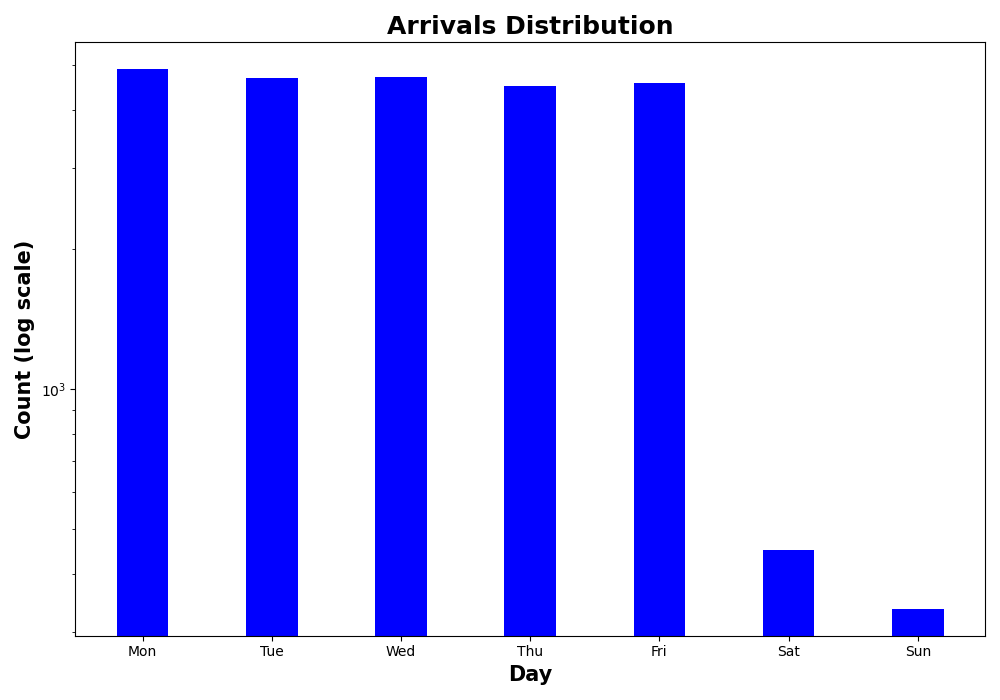 Arrivals Distribution
Count (log scale)
10³
Mon Tue Wed Thu Fri Sat Sun
Day